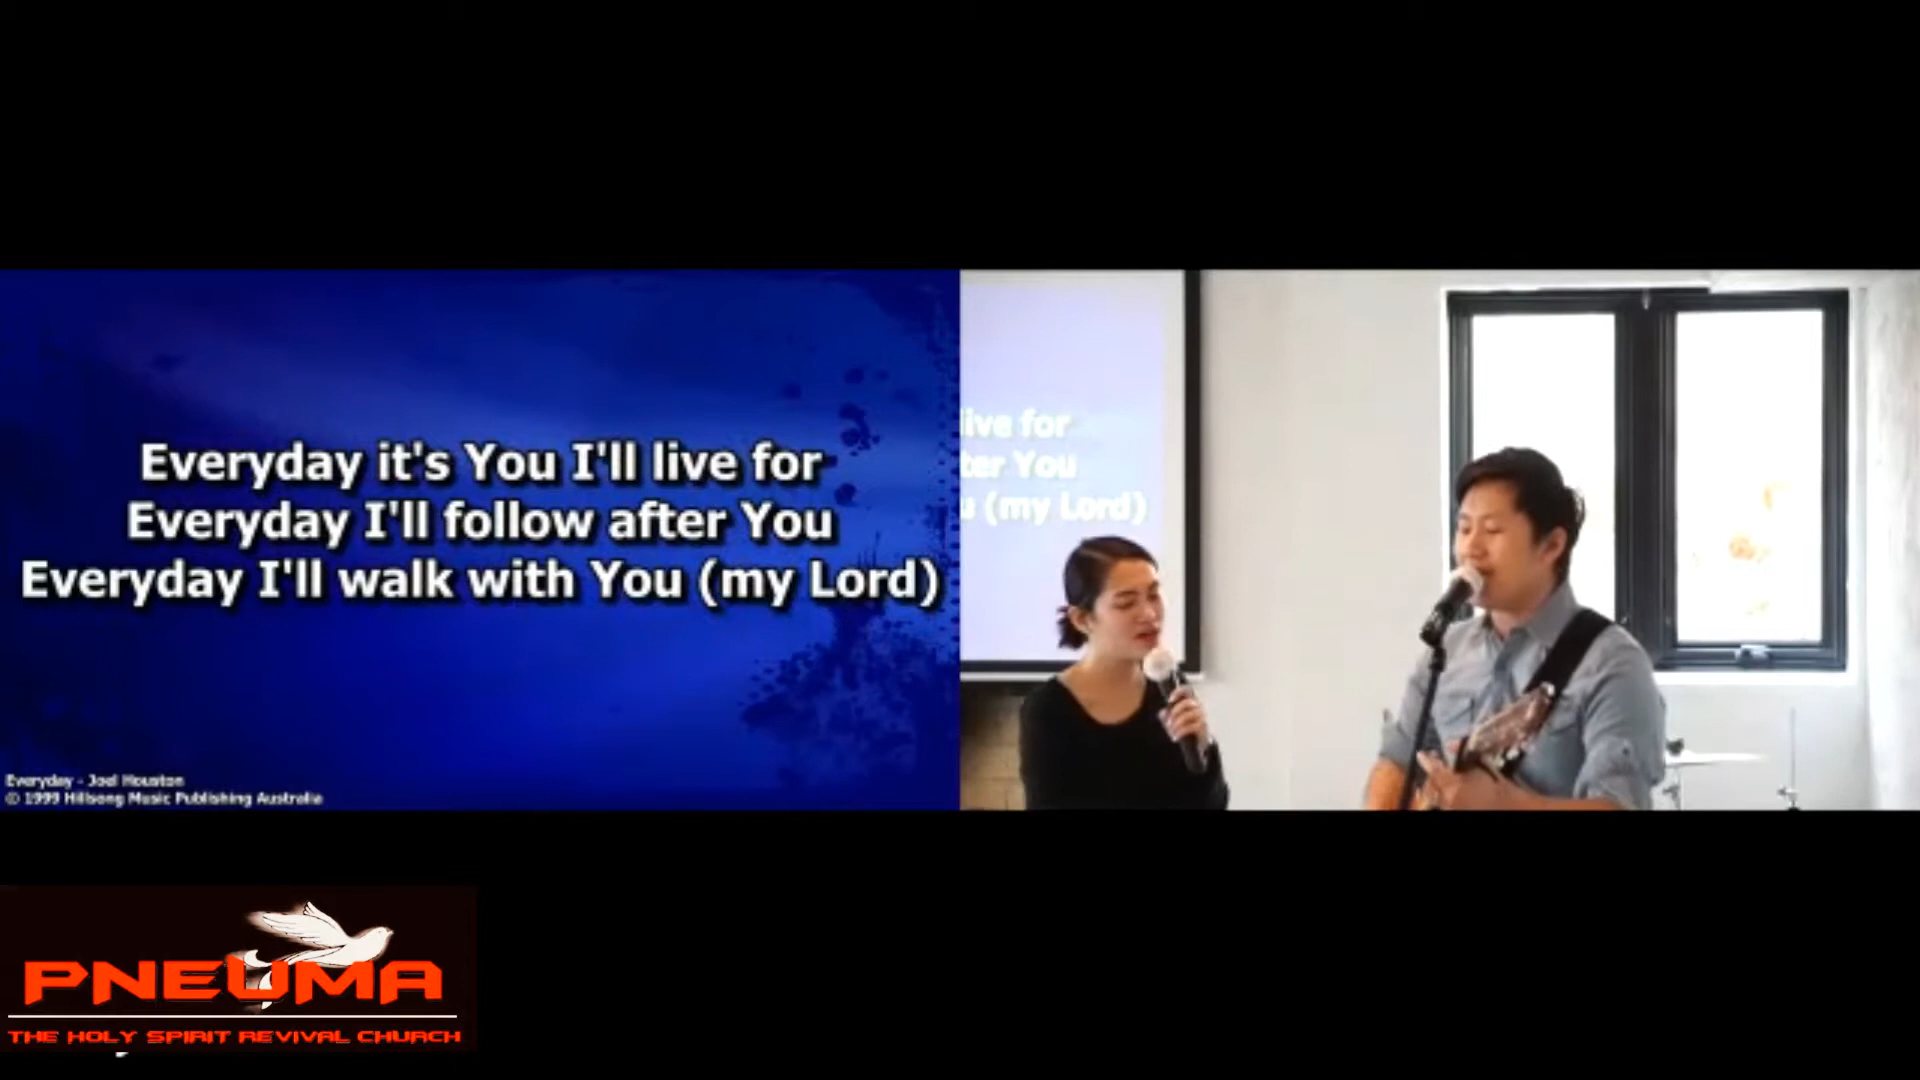 Everyday it's You I'll live for
Everyday I'll follow after You
Everyday I'll walk with You (my Lord)
Everyday - Joel Houston
© 1999 Hillsong Music Publishing Australia
live for
ter You
u (my Lord)
PNEUMA
THE HOLY SPIRIT REVIVAL CHURCH